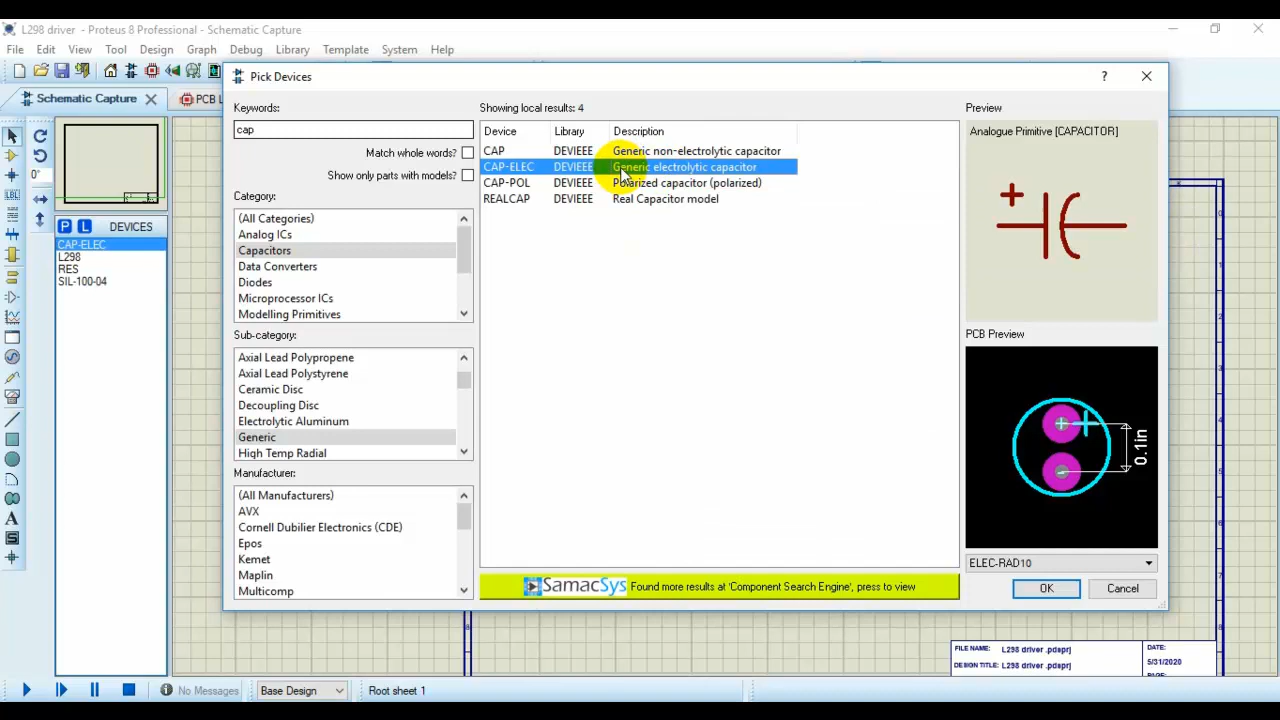 L298 driver - Proteus 8 Professional - Schematic Capture
File Edit View Tool Design Graph Debug Library Template System Help
Schematic Capture
PCB L
Pick Devices
?
Keywords:
cap
Match whole words?
Show only parts with models?
Category:
(All Categories)
Analog ICs
Capacitors
Data Converters
Diodes
Microprocessor ICs
Modelling Primitives
Sub-category:
Axial Lead Polypropene
Axial Lead Polystyrene
Ceramic Disc
Decoupling Disc
Electrolytic Aluminum
Generic
High Temp Radial
Manufacturer:
(All Manufacturers)
AVX
Cornell Dubilier Electronics (CDE)
Epos
Kemet
Maplin
Multicomp
Showing local results: 4
Device Library Description
CAP DEVIEEE Generic non-electrolytic capacitor
CAP-ELEC DEVIEEE Generic electrolytic capacitor
CAP-POL DEVIEEE Polarized capacitor (polarized)
REALCAP DEVIEEE Real Capacitor model
SamacSys Found more results at 'Component Search Engine', press to view
Preview
Analogue Primitive [CAPACITOR]
PCB Preview
0.1in
ELEC-RAD10
OK Cancel
0°
LBL
A
S
P L DEVICES
CAP-ELEC
L298
RES
SIL-100-04
FILE NAME: L298 driver .pdsprj
DESIGN TITLE: L298 driver .pdsprj
DATE:
5/31/2020
PAGE:
No Messages Base Design Root sheet 1